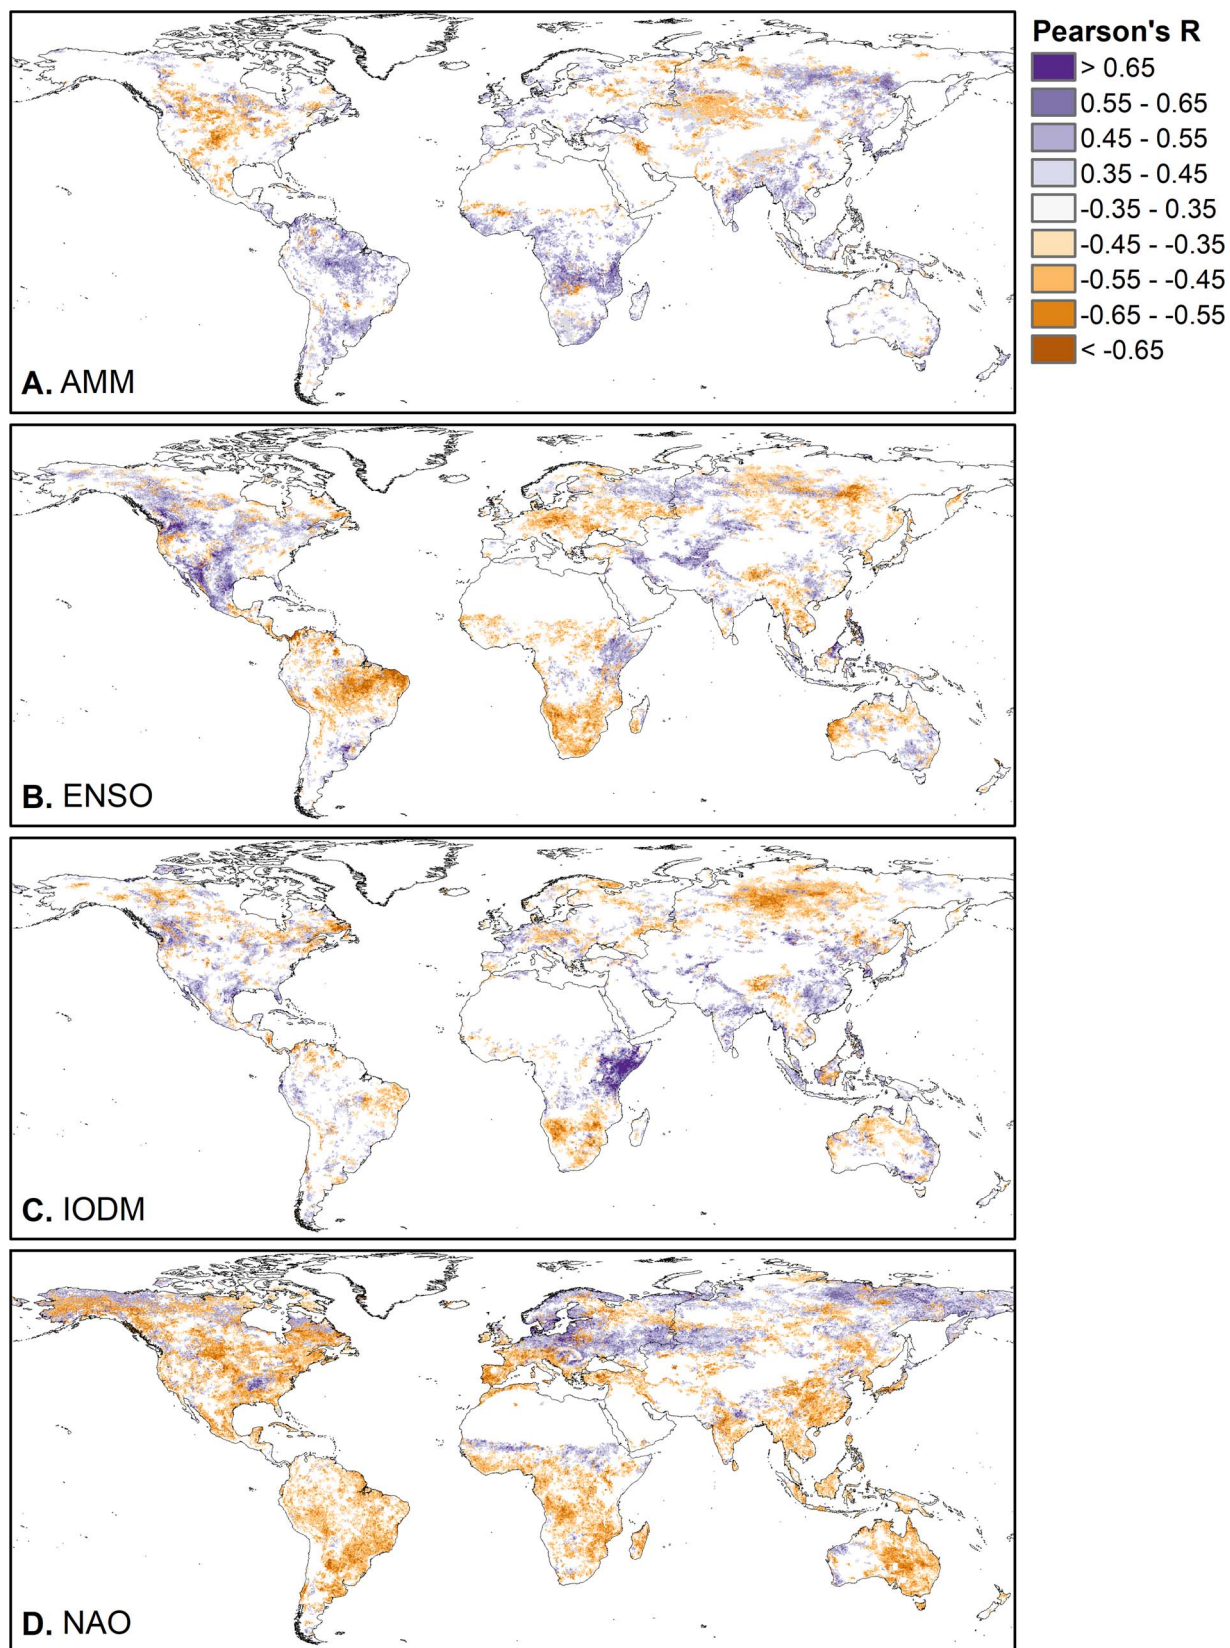 Pearson's R
> 0.65
0.55 - 0.65
0.45 - 0.55
0.35 - 0.45
-0.35 - 0.35
-0.45 - -0.35
-0.55 - -0.45
-0.65 - -0.55
< -0.65
A. AMM
B. ENSO
C. IODM
D. NAO